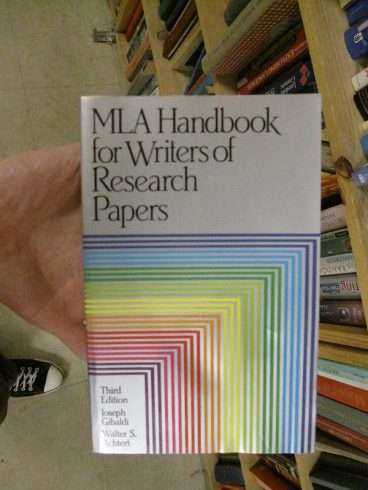 MLA Handbook
for Writers of
Research
Papers
Third
Edition
Joseph
Gibaldi
Walter S.
Achtert